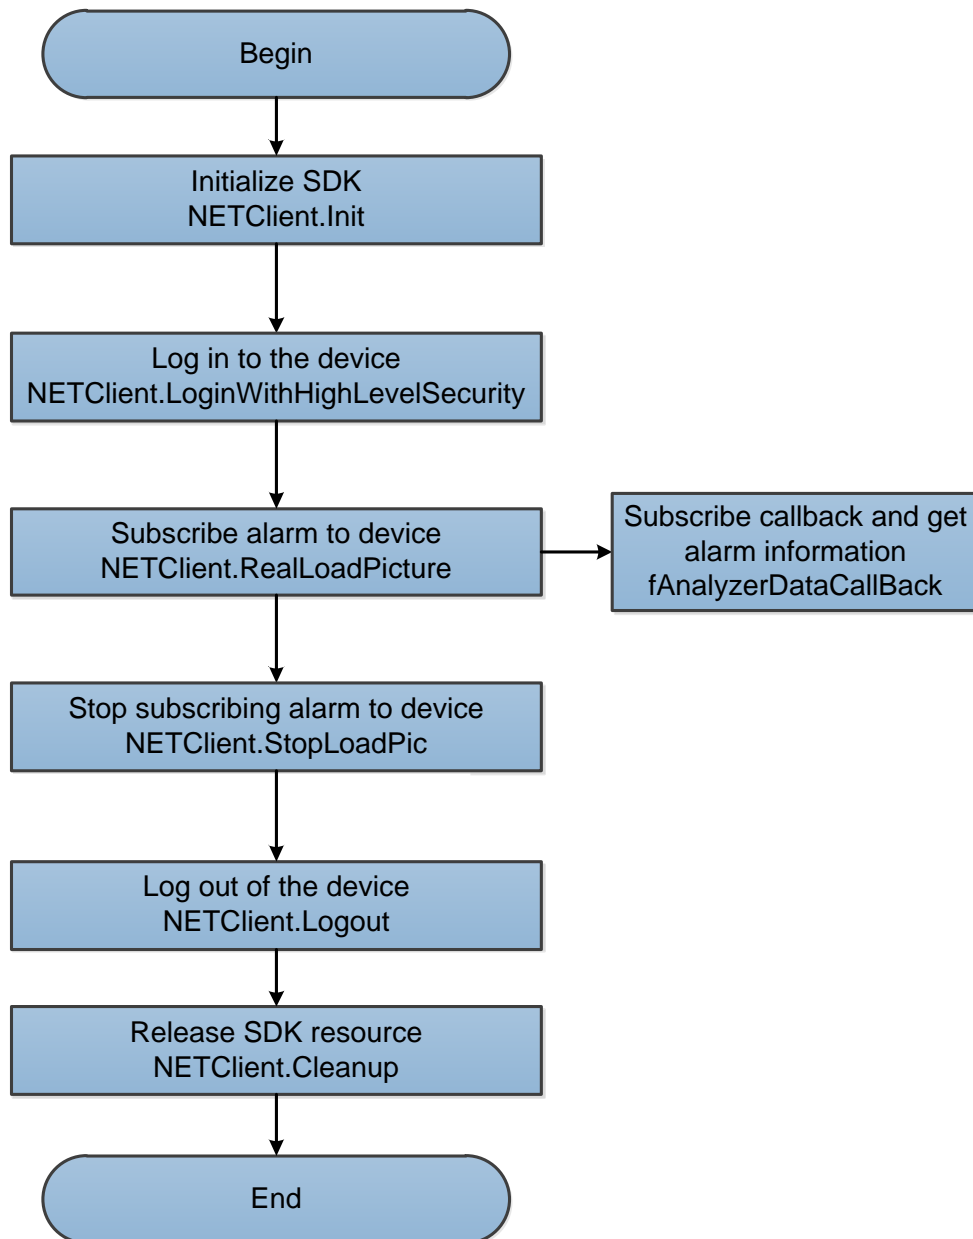 Begin
Initialize SDK
NETClient.Init
Log in to the device
NETClient.LoginWithHighLevelSecurity
Subscribe alarm to device
NETClient.RealLoadPicture
Subscribe callback and get
alarm information
fAnalyzerDataCallBack
Stop subscribing alarm to device
NETClient.StopLoadPic
Log out of the device
NETClient.Logout
Release SDK resource
NETClient.Cleanup
End